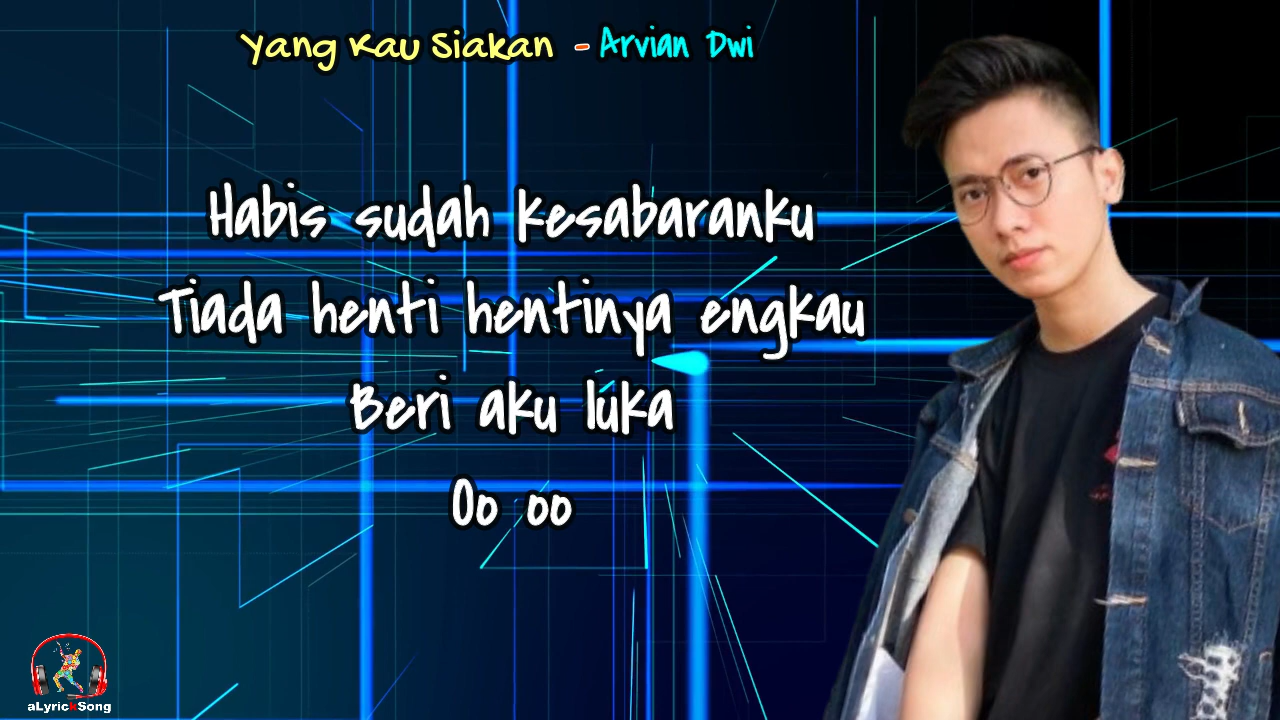 Yang Kau Siakan - Arvian Dwi
Habis sudah kesabaranku
Tiada henti hentinya engkau
Beri aku luka
Oo oo
aLyrickSong